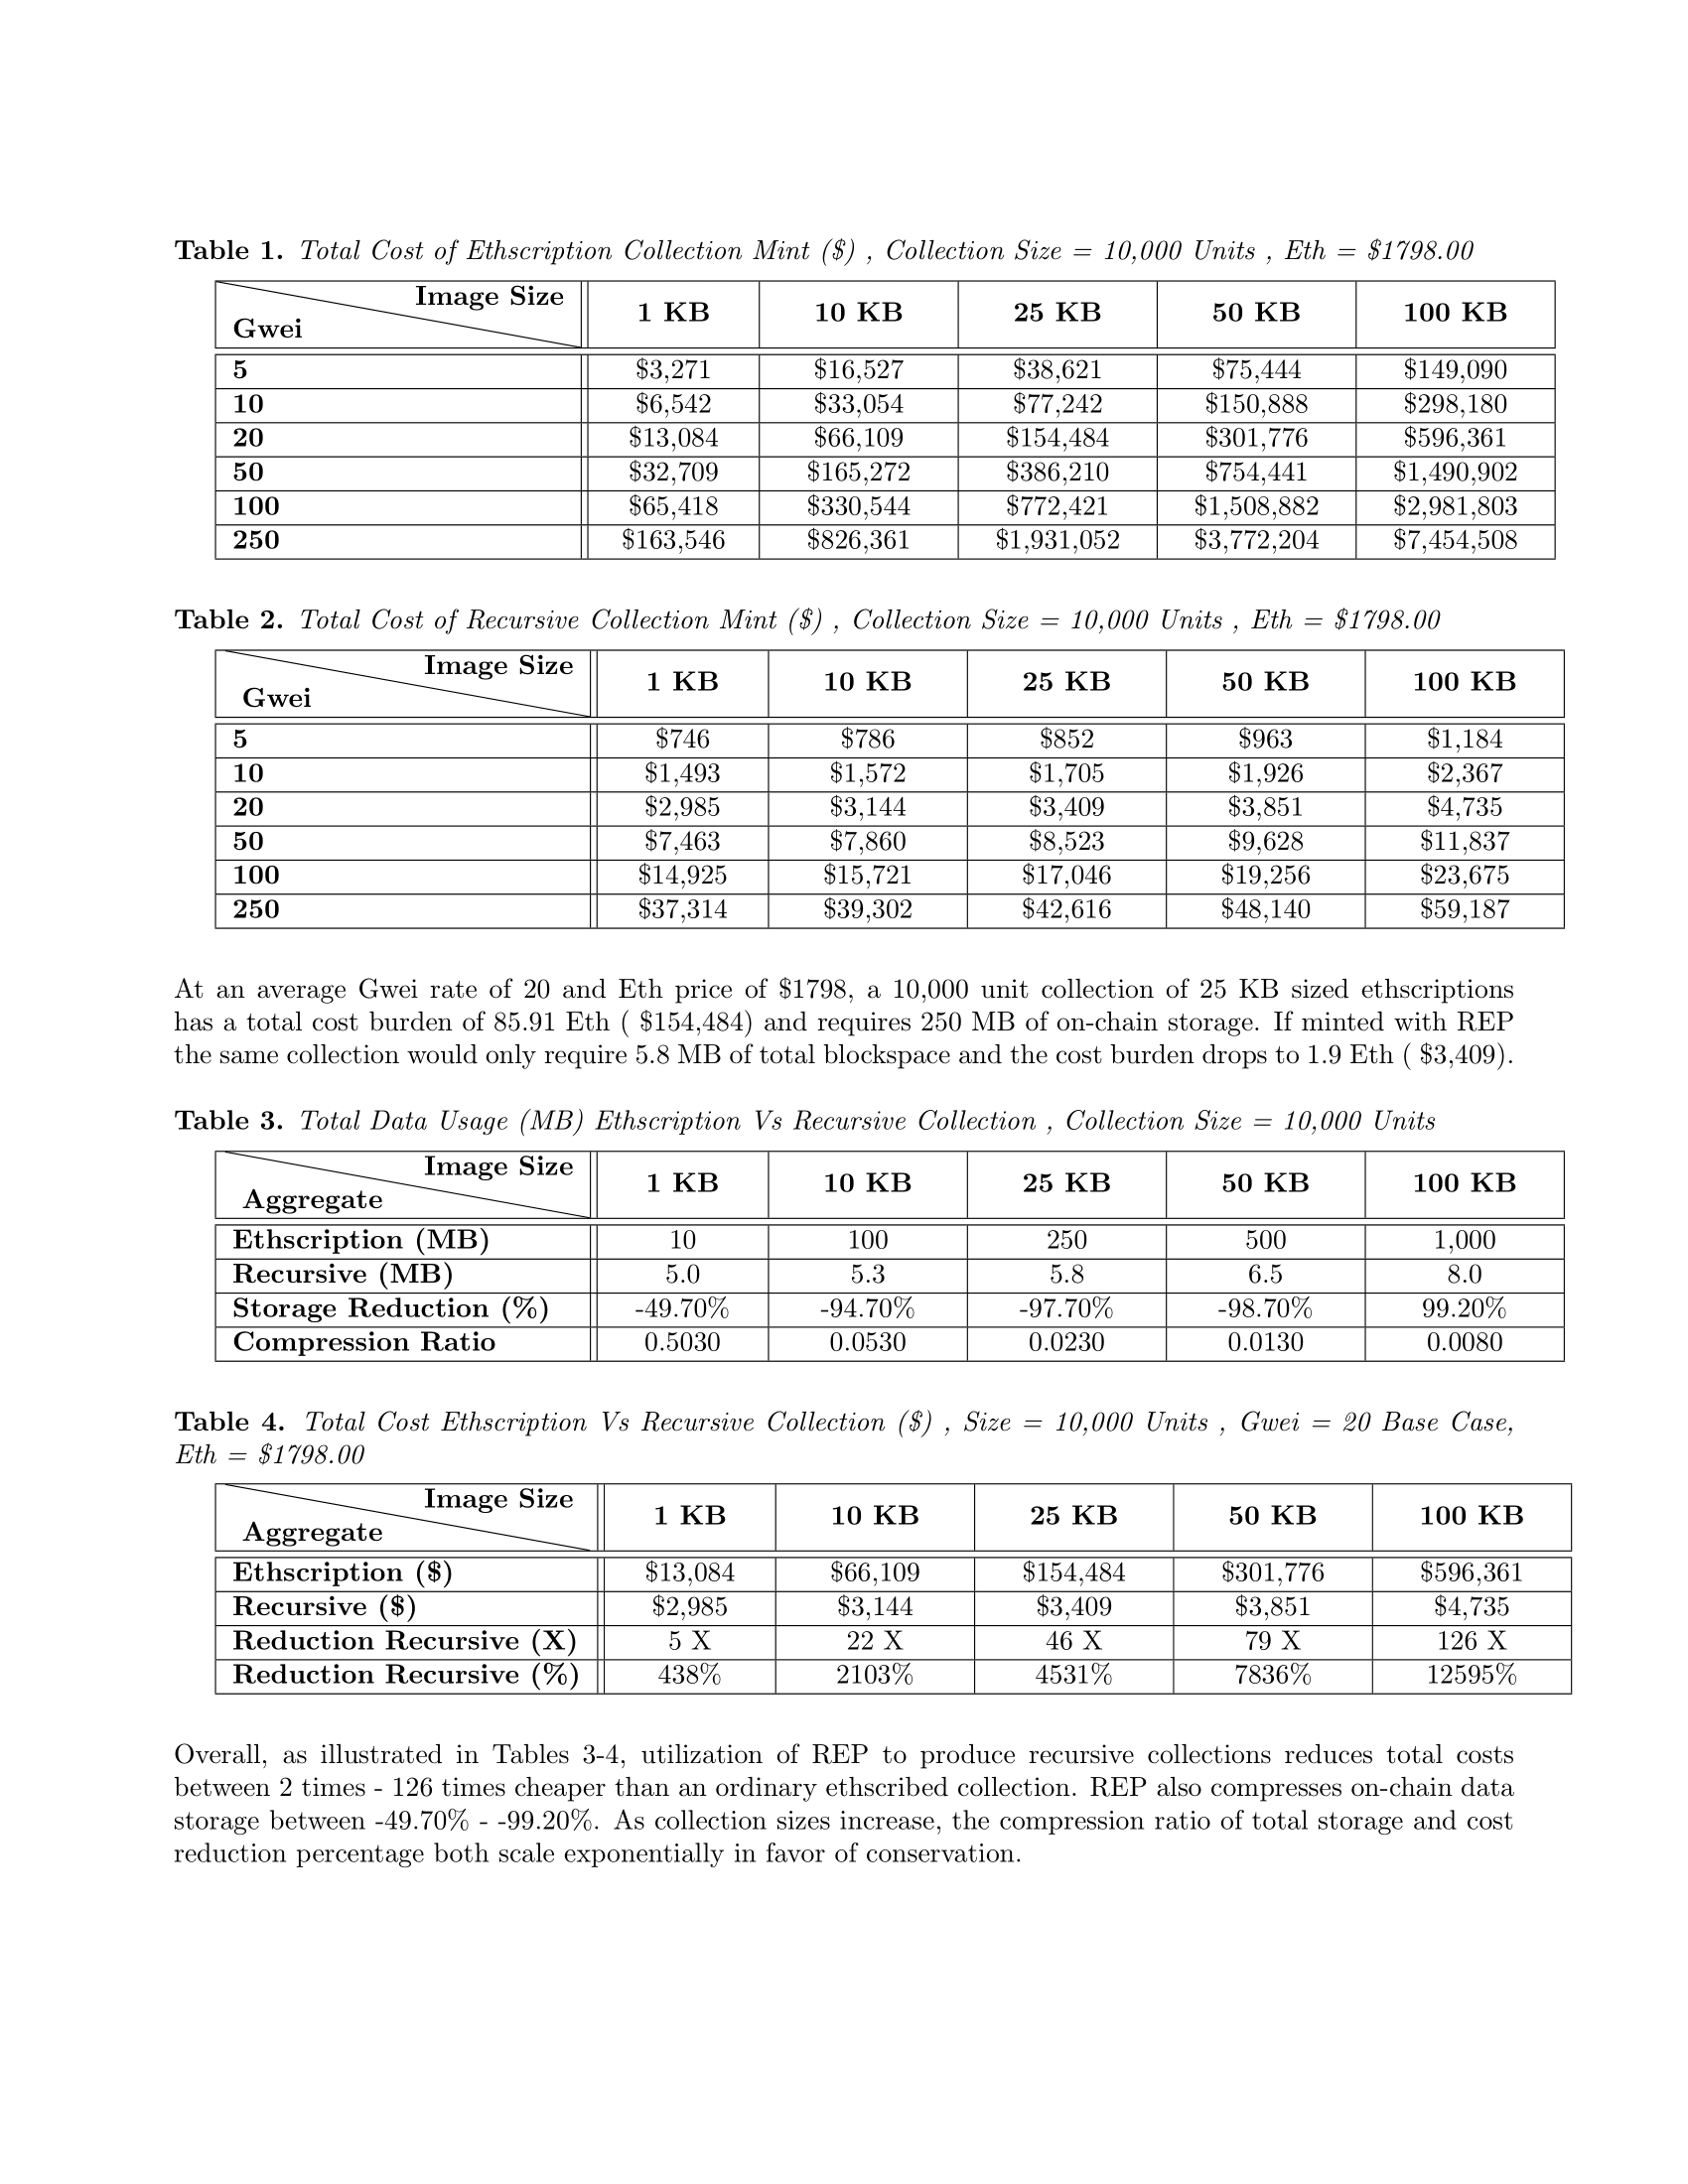 Table 1. Total Cost of Ethscription Collection Mint ($) , Collection Size = 10,000 Units , Eth = $1798.00
Image Size
Gwei
1 KB 10 KB 25 KB 50 KB 100 KB
5 $3,271 $16,527 $38,621 $75,444 $149,090
10 $6,542 $33,054 $77,242 $150,888 $298,180
20 $13,084 $66,109 $154,484 $301,776 $596,361
50 $32,709 $165,272 $386,210 $754,441 $1,490,902
100 $65,418 $330,544 $772,421 $1,508,882 $2,981,803
250 $163,546 $826,361 $1,931,052 $3,772,204 $7,454,508
Table 2. Total Cost of Recursive Collection Mint ($) , Collection Size = 10,000 Units , Eth = $1798.00
Image Size
Gwei
1 KB 10 KB 25 KB 50 KB 100 KB
5 $746 $786 $852 $963 $1,184
10 $1,493 $1,572 $1,705 $1,926 $2,367
20 $2,985 $3,144 $3,409 $3,851 $4,735
50 $7,463 $7,860 $8,523 $9,628 $11,837
100 $14,925 $15,721 $17,046 $19,256 $23,675
250 $37,314 $39,302 $42,616 $48,140 $59,187
At an average Gwei rate of 20 and Eth price of $1798, a 10,000 unit collection of 25 KB sized ethscriptions
has a total cost burden of 85.91 Eth ( $154,484) and requires 250 MB of on-chain storage. If minted with REP
the same collection would only require 5.8 MB of total blockspace and the cost burden drops to 1.9 Eth ( $3,409).
Table 3. Total Data Usage (MB) Ethscription Vs Recursive Collection , Collection Size = 10,000 Units
Image Size
Aggregate
1 KB 10 KB 25 KB 50 KB 100 KB
Ethscription (MB) 10 100 250 500 1,000
Recursive (MB) 5.0 5.3 5.8 6.5 8.0
Storage Reduction (%) -49.70% -94.70% -97.70% -98.70% 99.20%
Compression Ratio 0.5030 0.0530 0.0230 0.0130 0.0080
Table 4. Total Cost Ethscription Vs Recursive Collection ($) , Size = 10,000 Units , Gwei = 20 Base Case,
Eth = $1798.00
Image Size
Aggregate
1 KB 10 KB 25 KB 50 KB 100 KB
Ethscription ($) $13,084 $66,109 $154,484 $301,776 $596,361
Recursive ($) $2,985 $3,144 $3,409 $3,851 $4,735
Reduction Recursive (X) 5 X 22 X 46 X 79 X 126 X
Reduction Recursive (%) 438% 2103% 4531% 7836% 12595%
Overall, as illustrated in Tables 3-4, utilization of REP to produce recursive collections reduces total costs
between 2 times - 126 times cheaper than an ordinary ethscribed collection. REP also compresses on-chain data
storage between -49.70% - -99.20%. As collection sizes increase, the compression ratio of total storage and cost
reduction percentage both scale exponentially in favor of conservation.